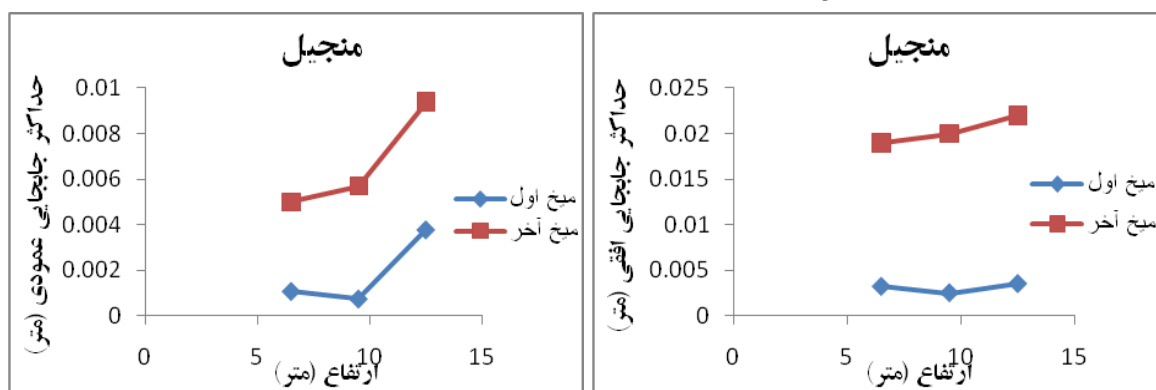 منجیل
حداکثر جابجایی عمودی (متر)
0.01
0.008
0.006
0.004
0.002
0
0 5 10 15
ارتفاع (متر)
میخ اول
میخ آخر
منجیل
حداکثر جابجایی افقی (متر)
0.025
0.02
0.015
0.01
0.005
0
0 5 10 15
ارتفاع (متر)
میخ اول
میخ آخر